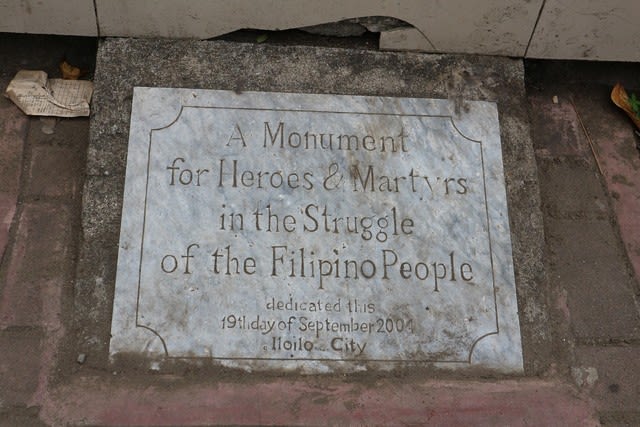 A Monument
for Heroes & Martyrs
in the Struggle
of the Filipino People
dedicated this
19th day of September 2004
Iloilo City